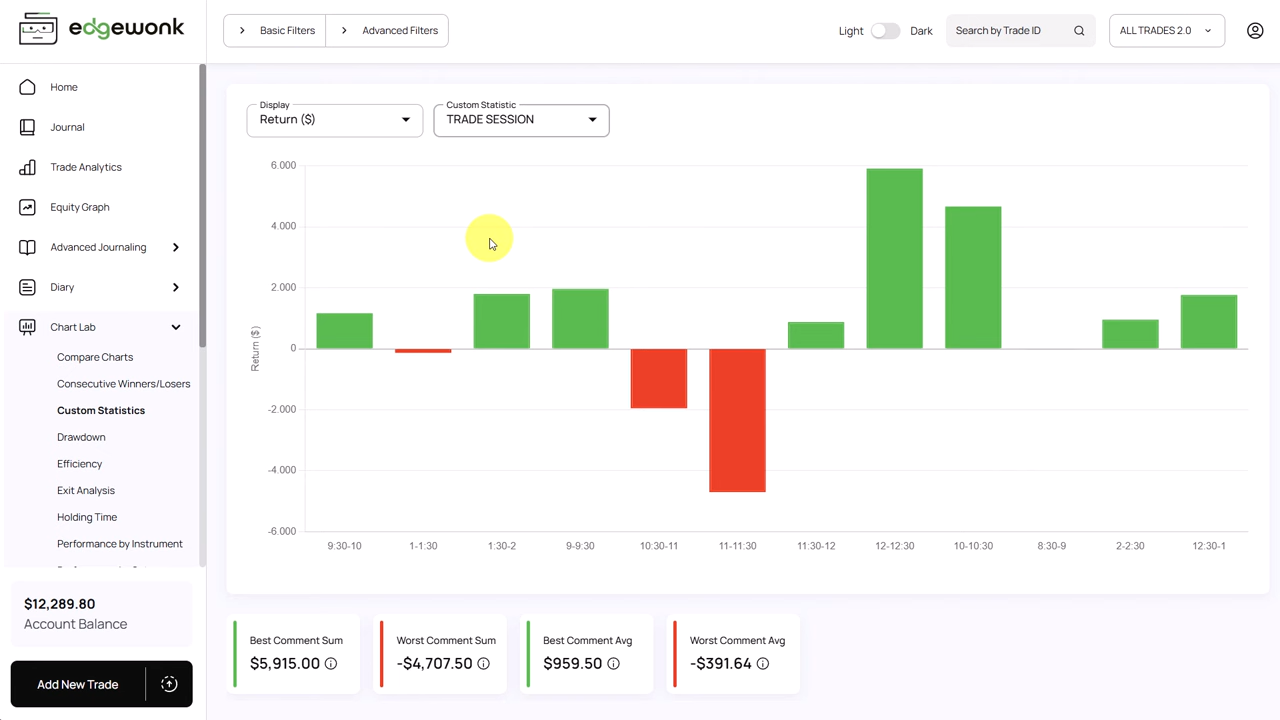 edgewonk
Basic Filters
Advanced Filters
Light
Dark
Search by Trade ID
ALL TRADES 2.0
Home
Journal
Trade Analytics
Equity Graph
Advanced Journaling
Diary
Chart Lab
Compare Charts
Consecutive Winners/Losers
Custom Statistics
Drawdown
Efficiency
Exit Analysis
Holding Time
Performance by Instrument
$12,289.80
Account Balance
Add New Trade
Display
Return ($)
Custom Statistic
TRADE SESSION
Return ($)
6.000
4.000
2.000
0
-2.000
-4.000
-6.000
9:30-10 1-1:30 1:30-2 9-9:30 10:30-11 11-11:30 11:30-12 12-12:30 10-10:30 8:30-9 2-2:30 12:30-1
Best Comment Sum
$5,915.00
Worst Comment Sum
-$4,707.50
Best Comment Avg
$959.50
Worst Comment Avg
-$391.64